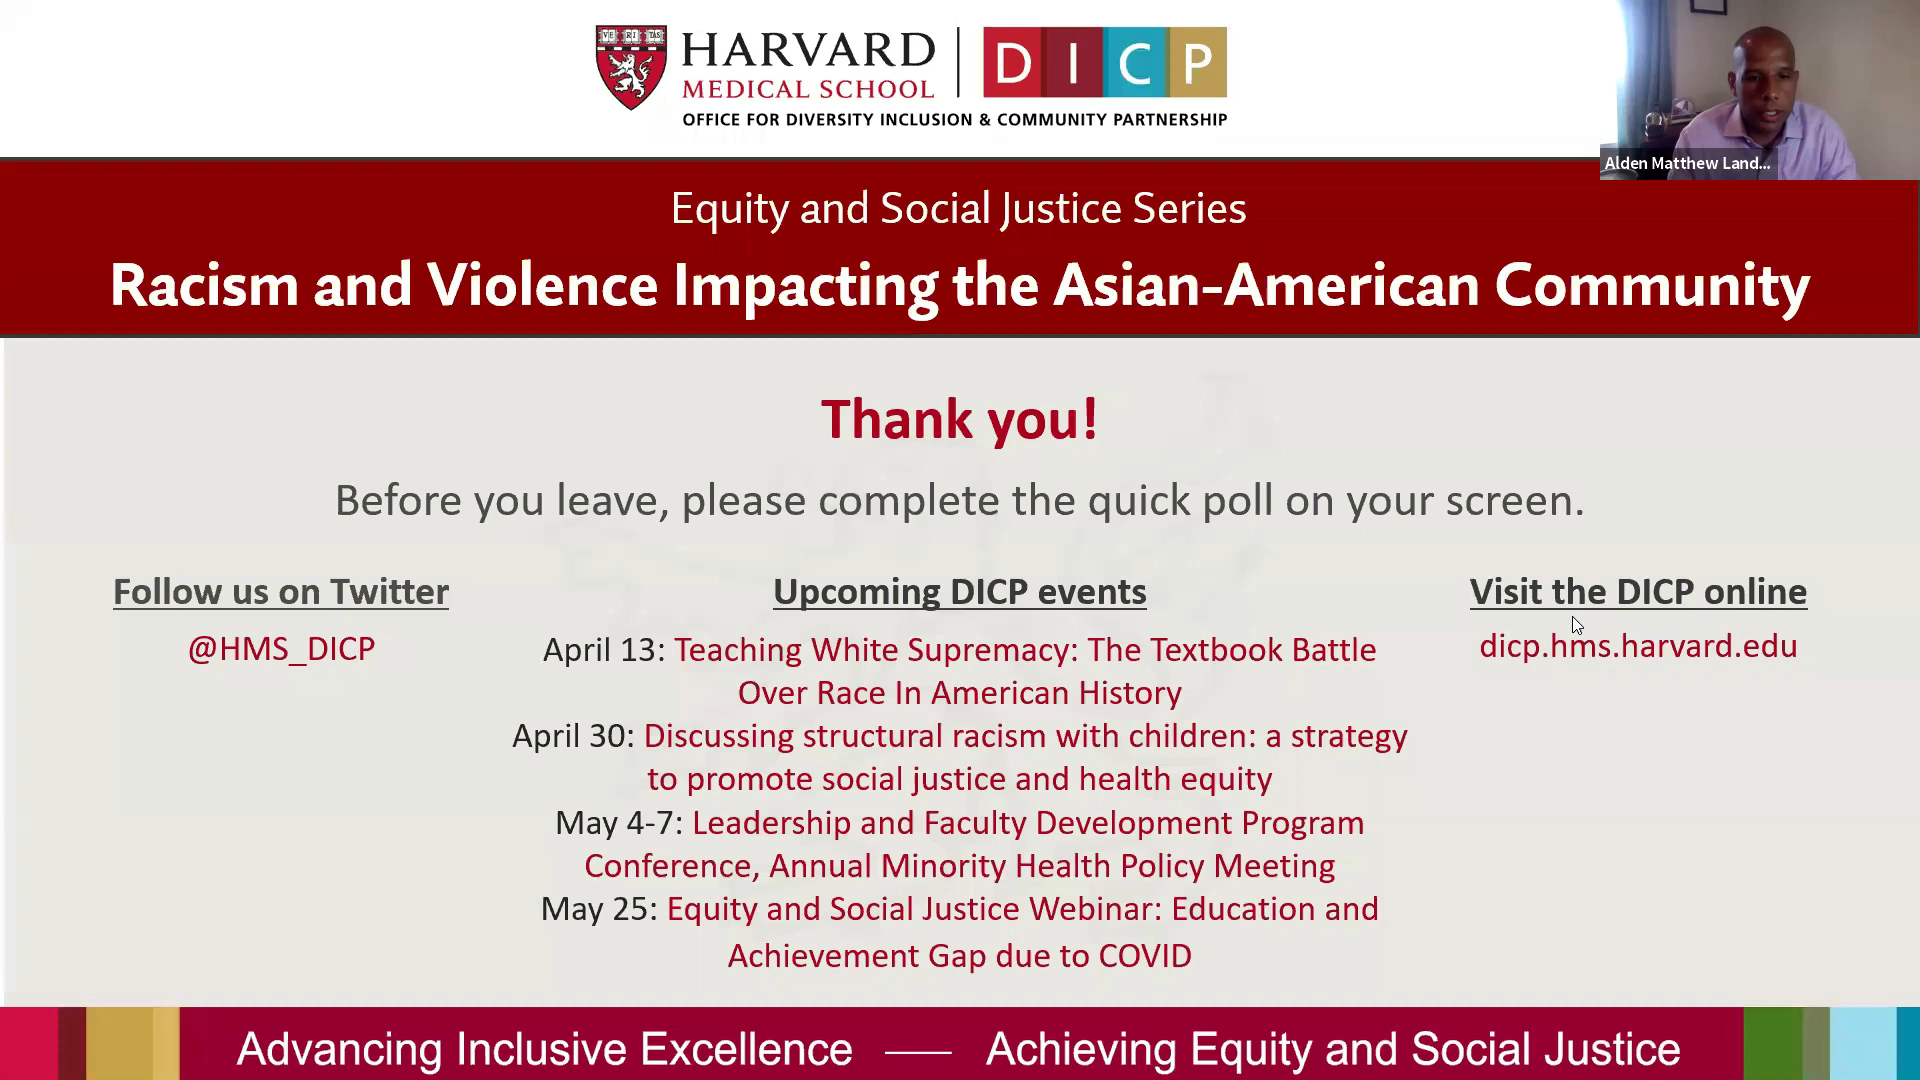 VE RI TAS
HARVARD
MEDICAL SCHOOL
DICP
OFFICE FOR DIVERSITY INCLUSION & COMMUNITY PARTNERSHIP
Alden Matthew Land...
Equity and Social Justice Series
Racism and Violence Impacting the Asian-American Community
Thank you!
Before you leave, please complete the quick poll on your screen.
Follow us on Twitter
@HMS_DICP
Upcoming DICP events
April 13: Teaching White Supremacy: The Textbook Battle
Over Race In American History
April 30: Discussing structural racism with children: a strategy
to promote social justice and health equity
May 4-7: Leadership and Faculty Development Program
Conference, Annual Minority Health Policy Meeting
May 25: Equity and Social Justice Webinar: Education and
Achievement Gap due to COVID
Visit the DICP online
dicp.hms.harvard.edu
Advancing Inclusive Excellence —— Achieving Equity and Social Justice